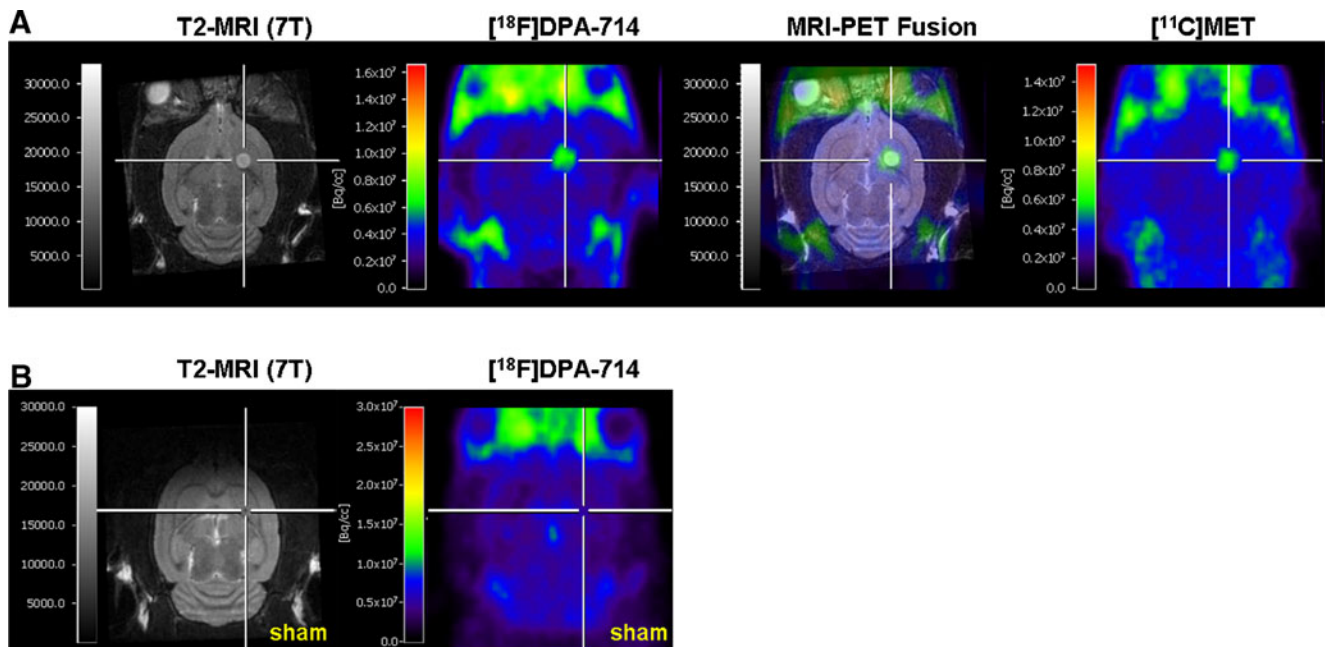 A
T2-MRI (7T)
[¹⁸F]DPA-714
MRI-PET Fusion
[¹¹C]MET
30000.0
25000.0
20000.0
15000.0
10000.0
5000.0
[Bq/cc]
1.6x10⁷
1.4x10⁷
1.2x10⁷
1.0x10⁷
0.8x10⁷
0.6x10⁷
0.4x10⁷
0.2x10⁷
0.0
30000.0
25000.0
20000.0
15000.0
10000.0
5000.0
[Bq/cc]
1.4x10⁷
1.2x10⁷
1.0x10⁷
0.8x10⁷
0.6x10⁷
0.4x10⁷
0.2x10⁷
0.0
B
T2-MRI (7T)
[¹⁸F]DPA-714
30000.0
25000.0
20000.0
15000.0
10000.0
5000.0
sham
[Bq/cc]
3.0x10⁷
2.5x10⁷
2.0x10⁷
1.5x10⁷
1.0x10⁷
0.5x10⁷
0.0
sham